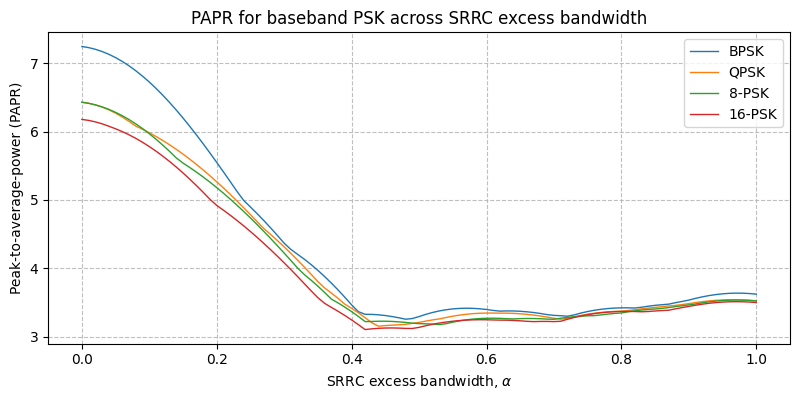 PAPR for baseband PSK across SRRC excess bandwidth
Peak-to-average-power (PAPR)
7
6
5
4
3
BPSK
QPSK
8-PSK
16-PSK
0.0 0.2 0.4 0.6 0.8 1.0
SRRC excess bandwidth, α